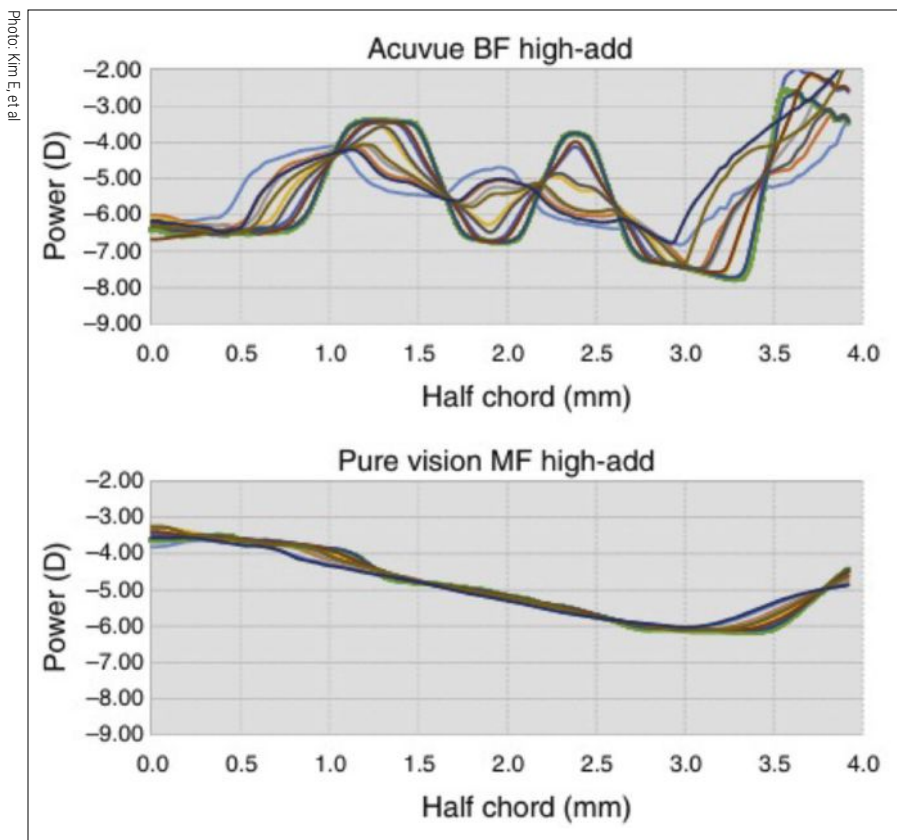 Photo: Kim E, et al
Acuvue BF high-add
Power (D)
–2.00
–3.00
–4.00
–5.00
–6.00
–7.00
–8.00
–9.00
0.0 0.5 1.0 1.5 2.0 2.5 3.0 3.5 4.0
Half chord (mm)
Pure vision MF high-add
Power (D)
–2.00
–3.00
–4.00
–5.00
–6.00
–7.00
–8.00
–9.00
0.0 0.5 1.0 1.5 2.0 2.5 3.0 3.5 4.0
Half chord (mm)